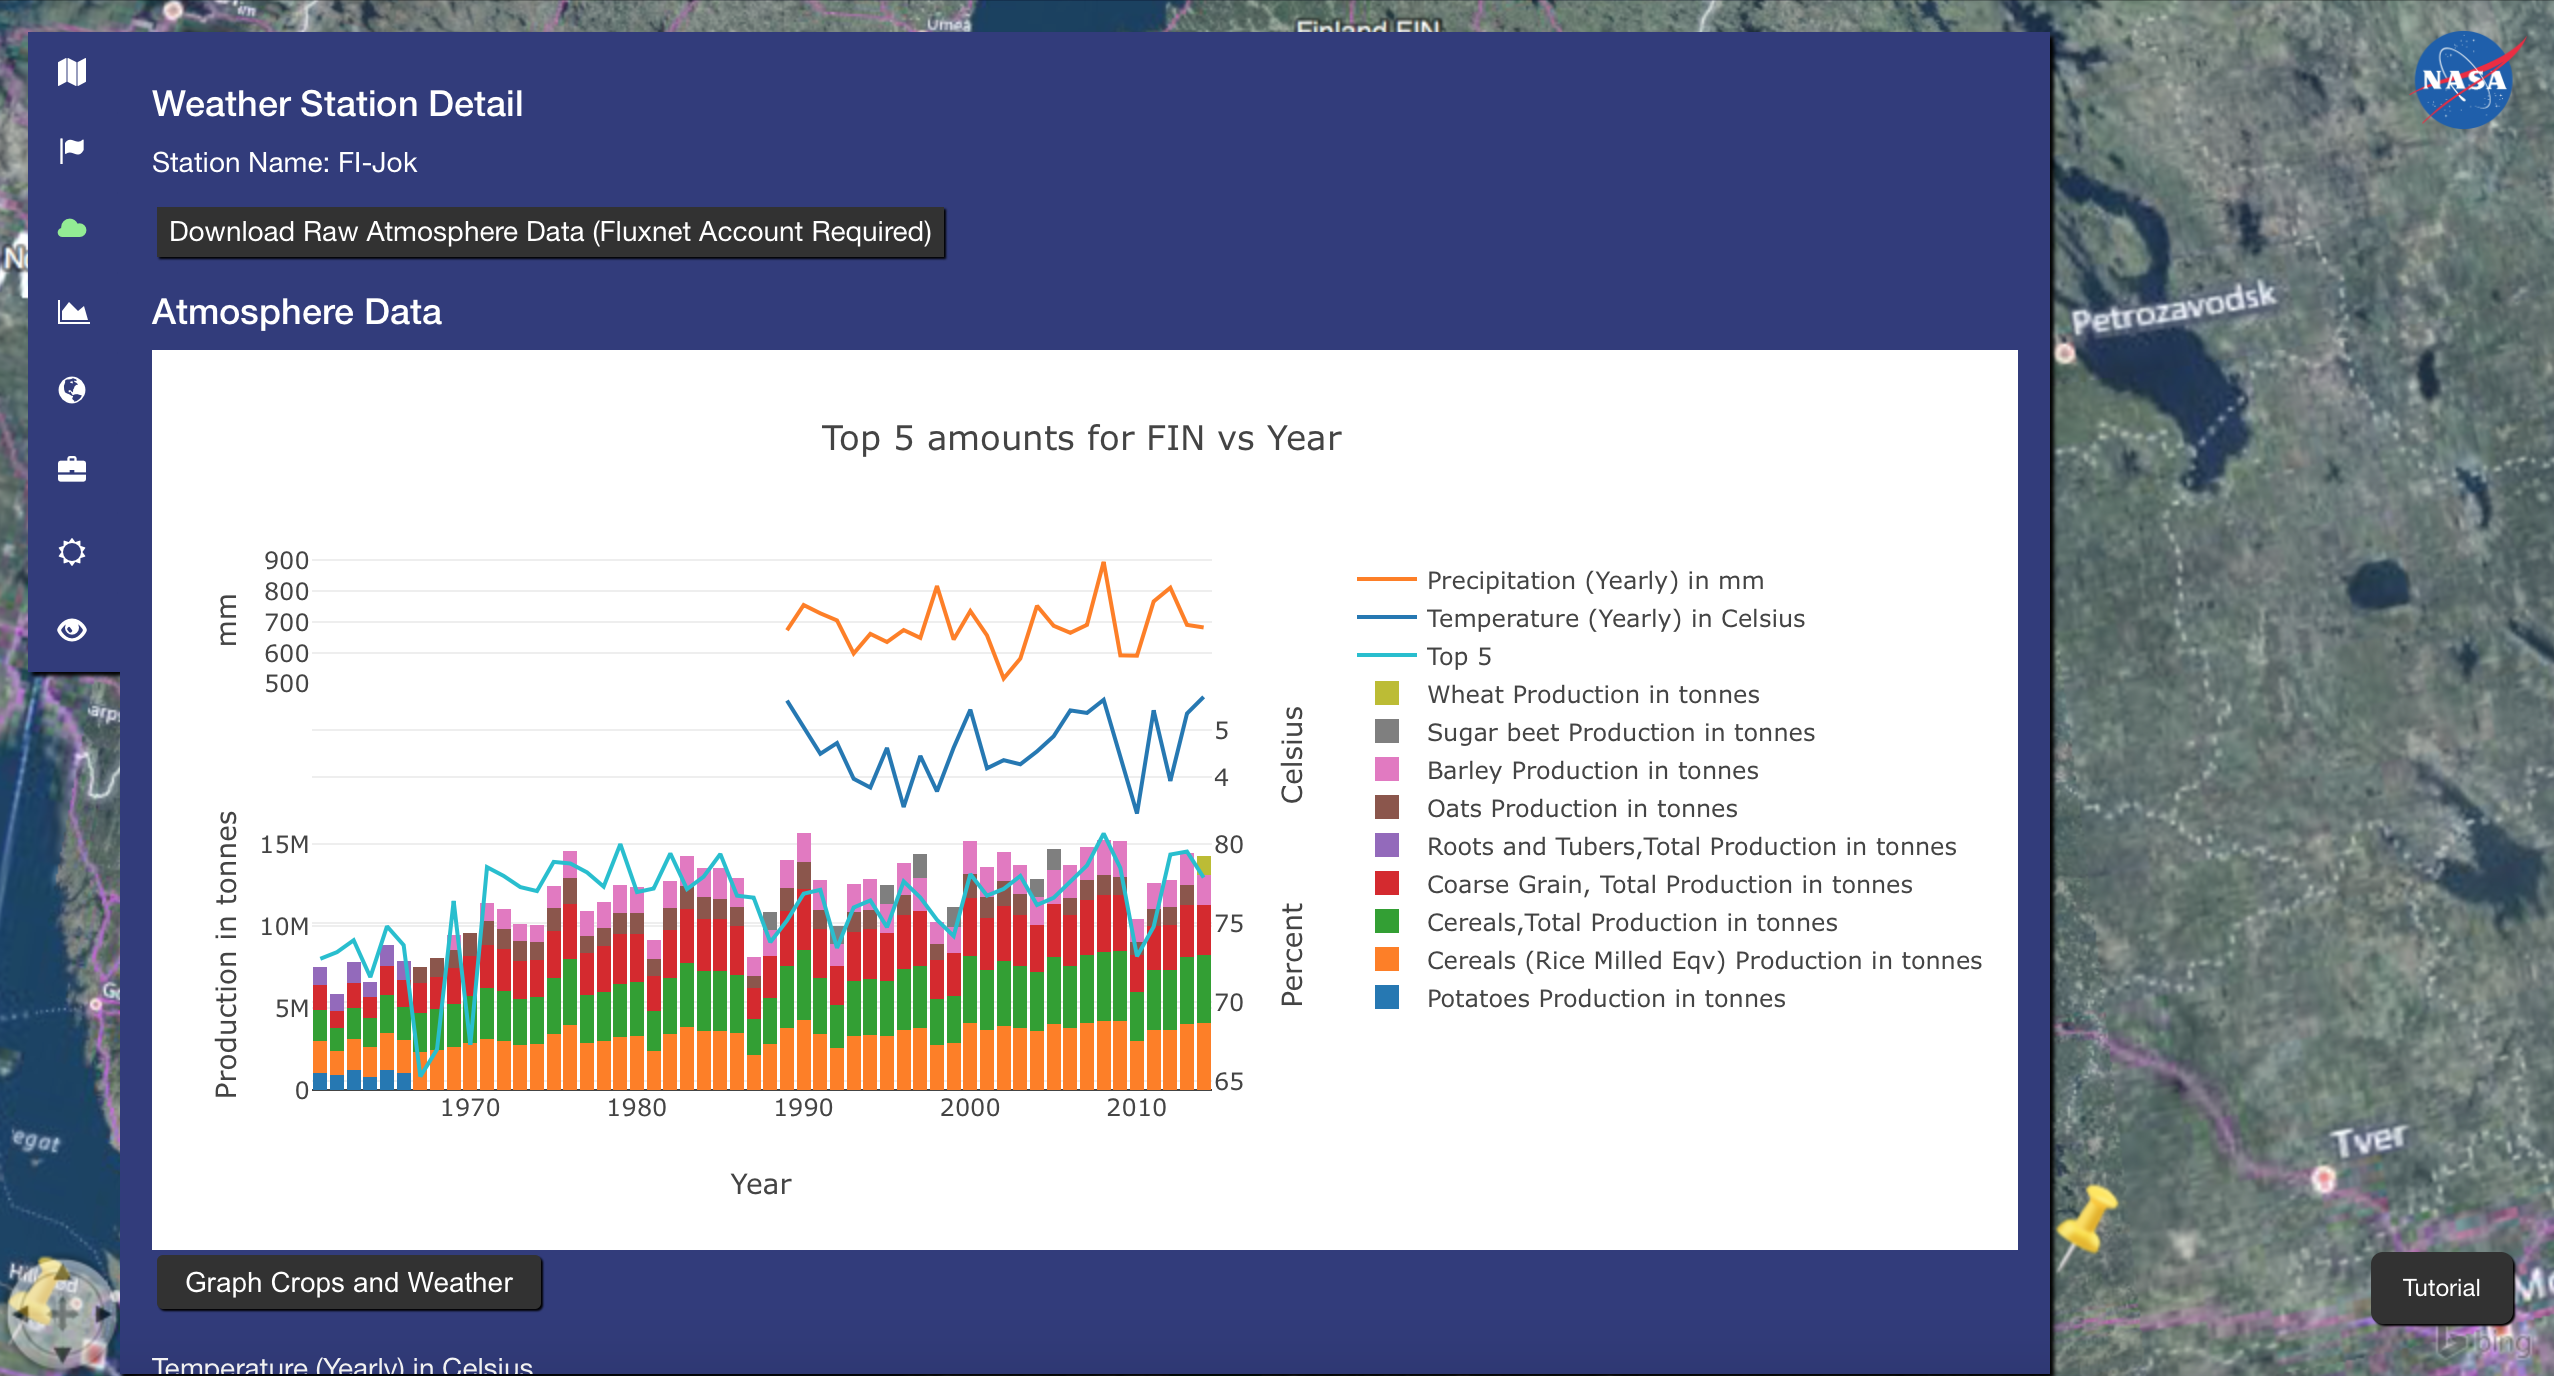 Umea
Finland FIN
NASA
Weather Station Detail
Station Name: FI-Jok
Download Raw Atmosphere Data (Fluxnet Account Required)
Atmosphere Data
Petrozavodsk
Top 5 amounts for FIN vs Year
900
800
700
600
500
mm
5
4
Celsius
15M
10M
5M
0
Production in tonnes
80
75
70
65
Percent
1970 1980 1990 2000 2010
Year
Precipitation (Yearly) in mm
Temperature (Yearly) in Celsius
Top 5
Wheat Production in tonnes
Sugar beet Production in tonnes
Barley Production in tonnes
Oats Production in tonnes
Roots and Tubers,Total Production in tonnes
Coarse Grain, Total Production in tonnes
Cereals,Total Production in tonnes
Cereals (Rice Milled Eqv) Production in tonnes
Potatoes Production in tonnes
egat
Tver
Graph Crops and Weather
Tutorial
bing
Temperature (Yearly) in Celsius